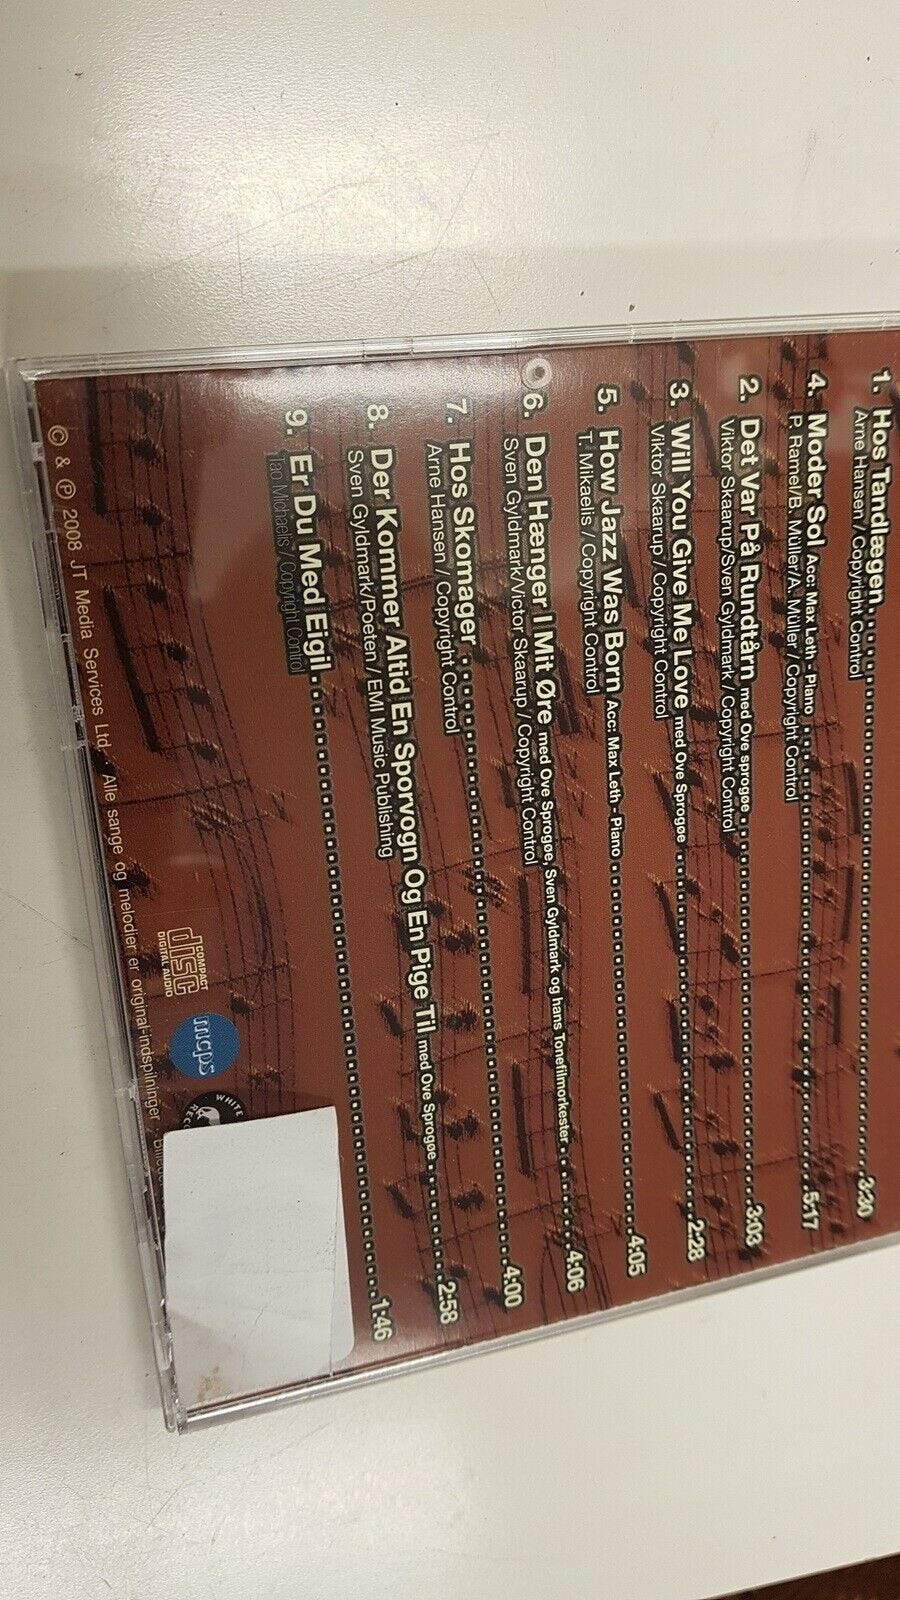 1. Hos Tandlægen 3:30
Arne Hansen / Copyright Control
4. Moder Sol Acc: Max Leth - Piano 5:17
P. Ramel/B. Müller/A. Müller / Copyright Control
2. Det Var På Rundtårn med Ove sprogøe 3:03
Viktor Skaarup/Sven Gyldmark / Copyright Control
3. Will You Give Me Love med Ove Sprogøe 2:28
Viktor Skaarup / Copyright Control
5. How Jazz Was Born Acc: Max Leth - Piano 4:05
T. Mikaelis / Copyright Control
6. Den Hænger I Mit Øre med Ove Sprogøe, Sven Gyldmark og hans Tonefilmorkester 4:06
Sven Gyldmark/Victor Skaarup / Copyright Control
7. Hos Skomager 4:00
Arne Hansen / Copyright Control
8. Der Kommer Altid En Sporvogn Og En Pige Til med Ove Sprogøe 2:58
Sven Gyldmark/Poeten / EMI Music Publishing
9. Er Du Med Eigil 1:46
Tao Michaelis / Copyright Control
COMPACT
disc
DIGITAL AUDIO
mcps
WHITE
© & ℗ 2008 JT Media Services Ltd. · Alle sange og melodier er original-indspilninger ·